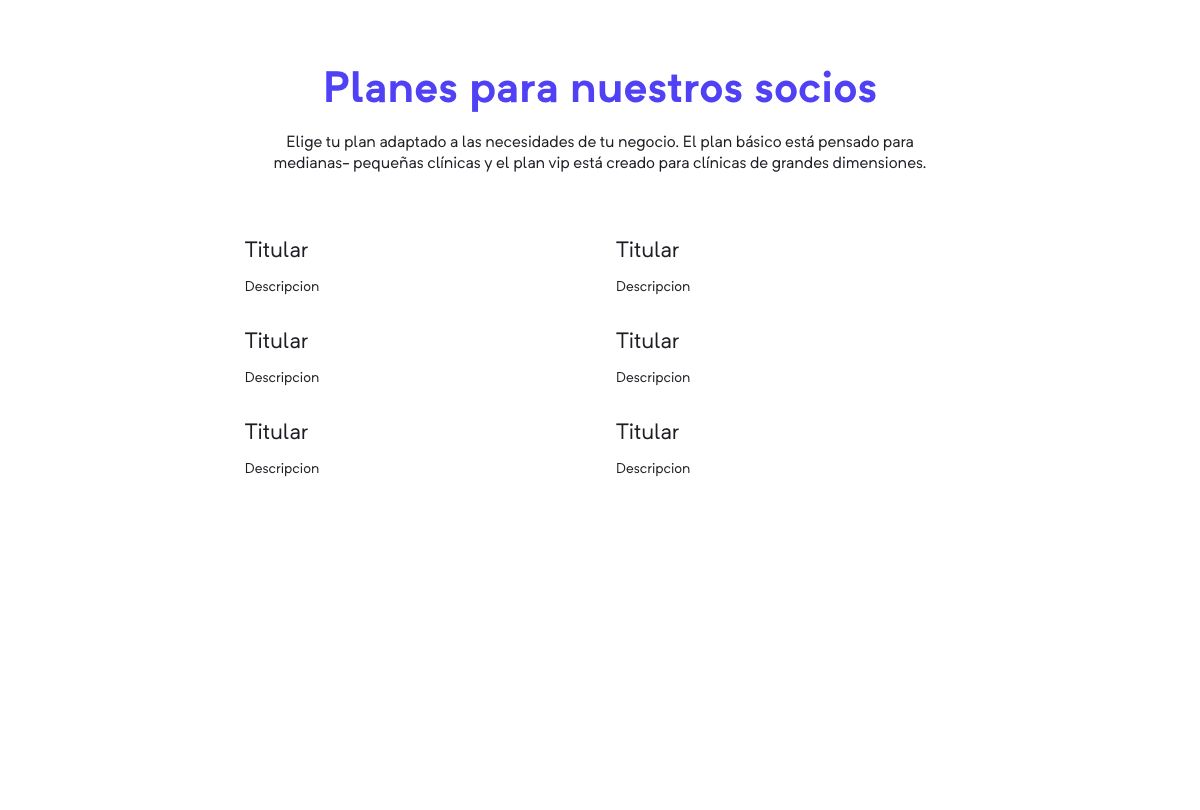 Planes para nuestros socios
Elige tu plan adaptado a las necesidades de tu negocio. El plan básico está pensado para
medianas- pequeñas clínicas y el plan vip está creado para clínicas de grandes dimensiones.
Titular
Titular
Descripcion
Descripcion
Titular
Titular
Descripcion
Descripcion
Titular
Titular
Descripcion
Descripcion